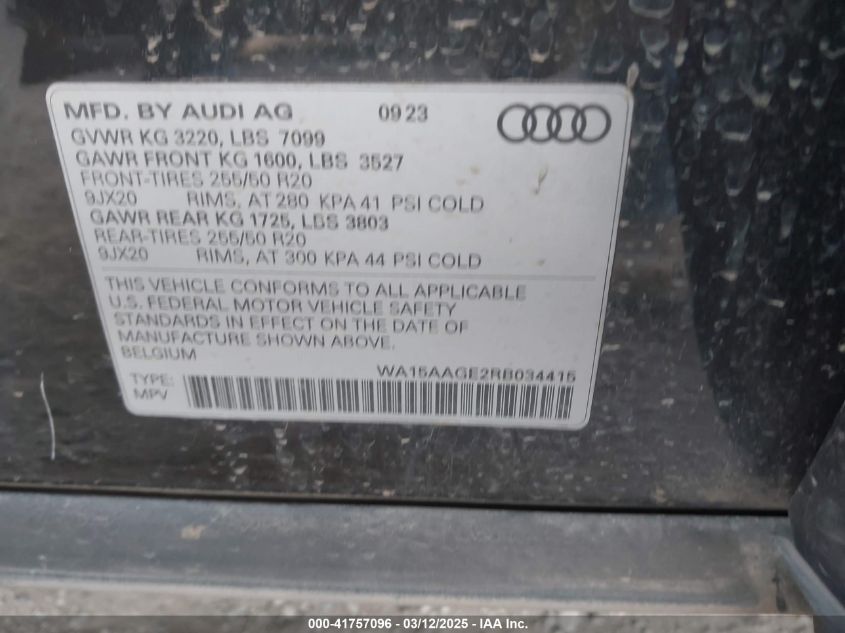 MFD. BY AUDI AG 09 23
GVWR KG 3220, LBS 7099
GAWR FRONT KG 1600, LBS 3527
FRONT-TIRES 255/50 R20
9JX20 RIMS, AT 280 KPA 41 PSI COLD
GAWR REAR KG 1725, LBS 3803
REAR-TIRES 255/50 R20
9JX20 RIMS, AT 300 KPA 44 PSI COLD
THIS VEHICLE CONFORMS TO ALL APPLICABLE
U.S. FEDERAL MOTOR VEHICLE SAFETY
STANDARDS IN EFFECT ON THE DATE OF
MANUFACTURE SHOWN ABOVE.
BELGIUM
WA15AAGE2RB034415
TYPE:
MPV
000-41757096 - 03/12/2025 - IAA Inc.